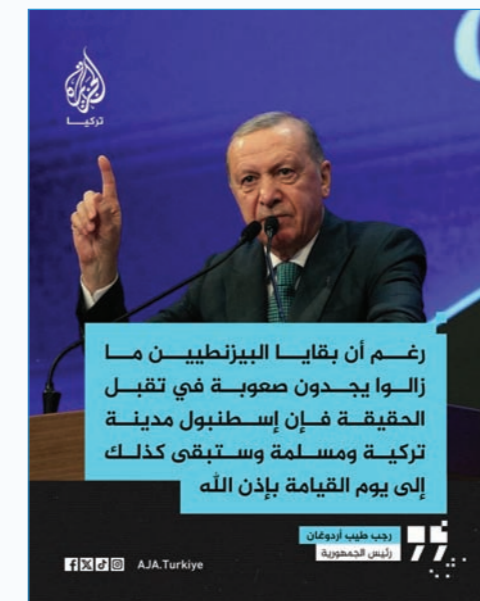 الجزيرة
تركيا
رغم أن بقايا البيزنطيين ما
زالوا يجدون صعوبة في تقبل
الحقيقة فإن إسطنبول مدينة
تركية ومسلمة وستبقى كذلك
إلى يوم القيامة بإذن الله
رجب طيب أردوغان
رئيس الجمهورية
AJA.Turkiye